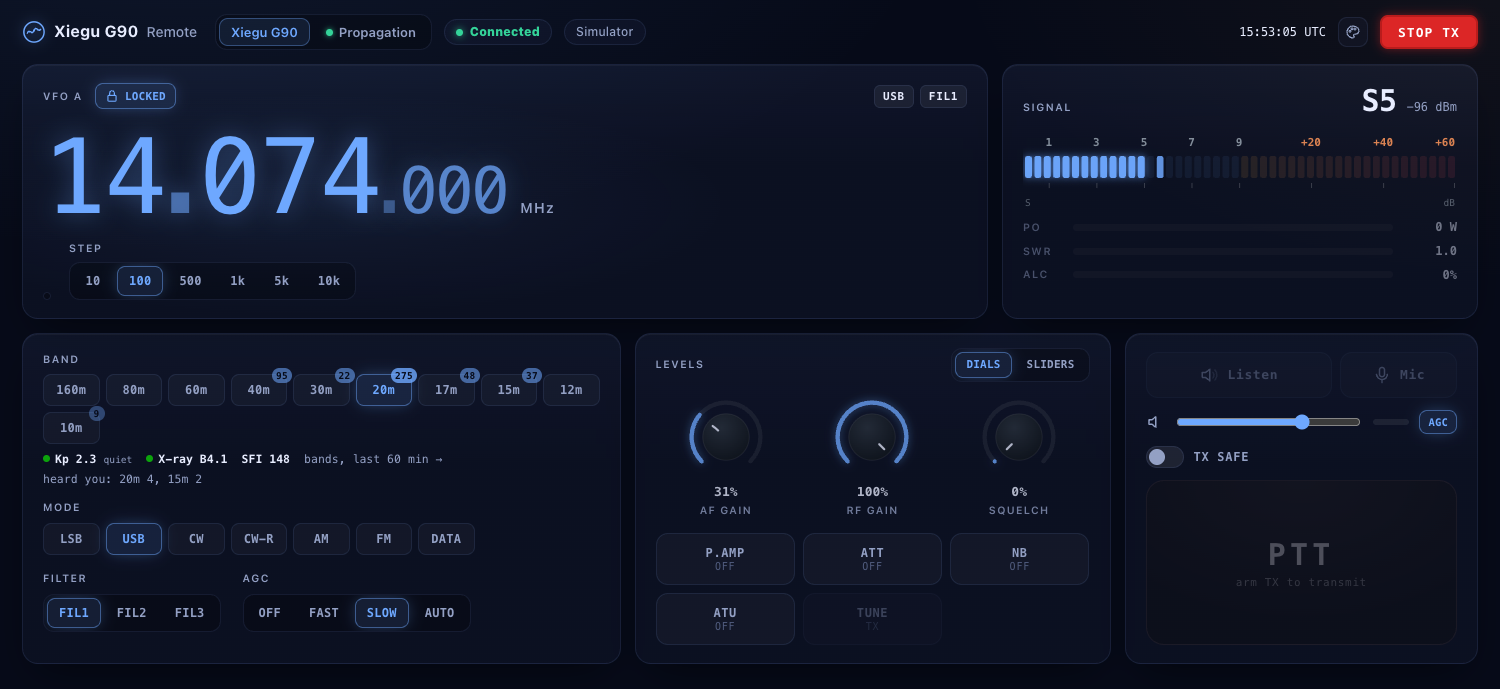 Xiegu G90 Remote Xiegu G90 Propagation Connected Simulator 15:53:05 UTC STOP TX
VFO A LOCKED USB FIL1
14.074.000 MHz
STEP
10 100 500 1k 5k 10k
SIGNAL S5 −96 dBm
1 3 5 7 9 +20 +40 +60
S dB
PO 0 W
SWR 1.0
ALC 0%
BAND
160m 80m 60m 40m 95 30m 22 20m 275 17m 48 15m 37 12m
10m 9
Kp 2.3 quiet X−ray B4.1 SFI 148 bands, last 60 min →
heard you: 20m 4, 15m 2
MODE
LSB USB CW CW−R AM FM DATA
FILTER AGC
FIL1 FIL2 FIL3 OFF FAST SLOW AUTO
LEVELS DIALS SLIDERS
31% 100% 0%
AF GAIN RF GAIN SQUELCH
P.AMP ATT NB
OFF OFF OFF
ATU TUNE
OFF TX
Listen Mic
AGC
TX SAFE
PTT
arm TX to transmit